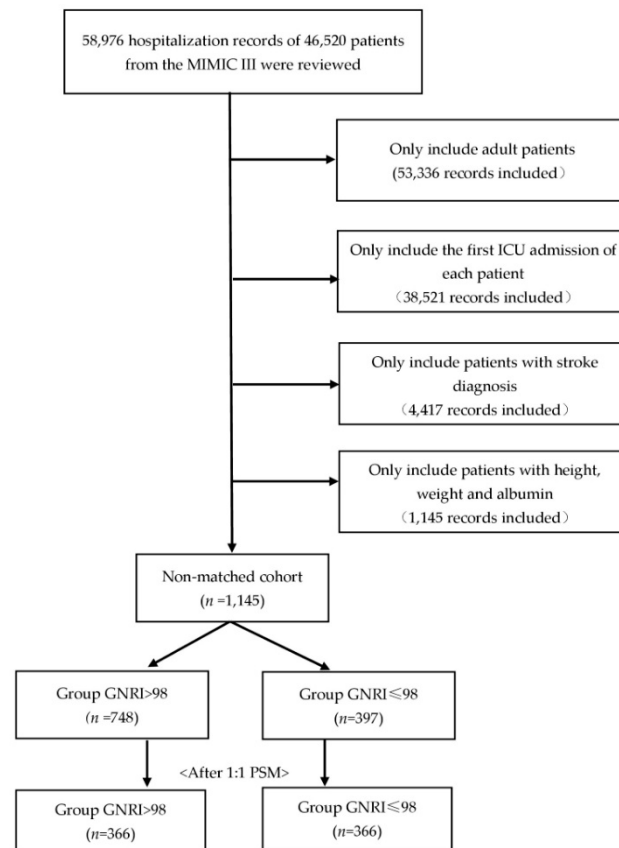 58,976 hospitalization records of 46,520 patients
from the MIMIC III were reviewed
Only include adult patients
(53,336 records included）
Only include the first ICU admission of
each patient
（38,521 records included）
Only include patients with stroke
diagnosis
（4,417 records included）
Only include patients with height,
weight and albumin
（1,145 records included）
Non-matched cohort
(n =1,145)
Group GNRI>98
(n =748)
Group GNRI≤98
(n=397)
<After 1:1 PSM>
Group GNRI>98
(n=366)
Group GNRI≤98
(n=366)